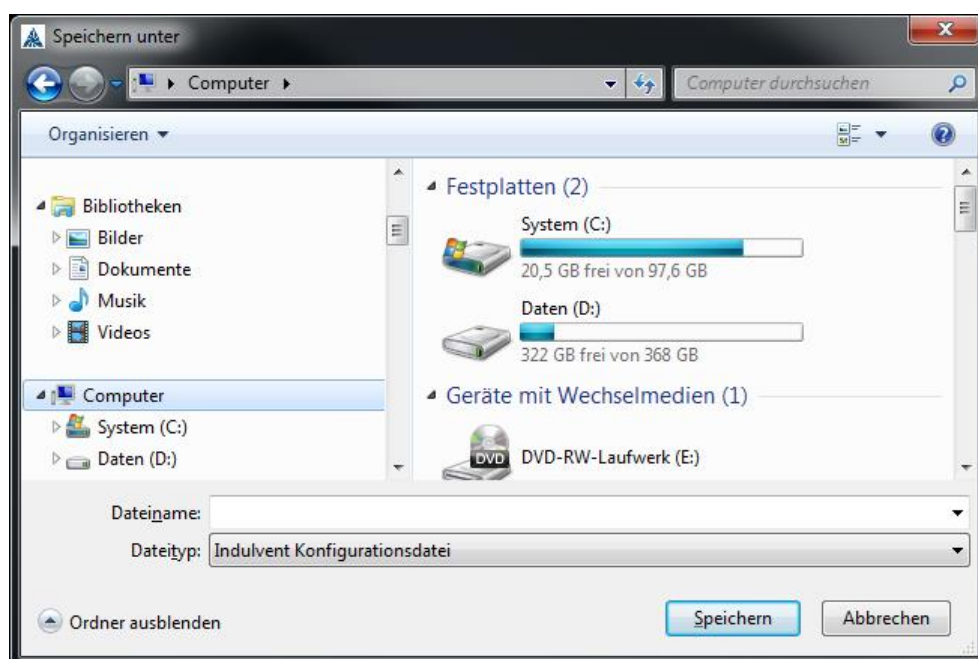 Speichern unter
Computer
Computer durchsuchen
Organisieren
Festplatten (2)
System (C:)
20,5 GB frei von 97,6 GB
Daten (D:)
322 GB frei von 368 GB
Geräte mit Wechselmedien (1)
DVD
DVD-RW-Laufwerk (E:)
Bibliotheken
Bilder
Dokumente
Musik
Videos
Computer
System (C:)
Daten (D:)
Dateiname:
Dateityp: Indulvent Konfigurationsdatei
Ordner ausblenden
Speichern
Abbrechen